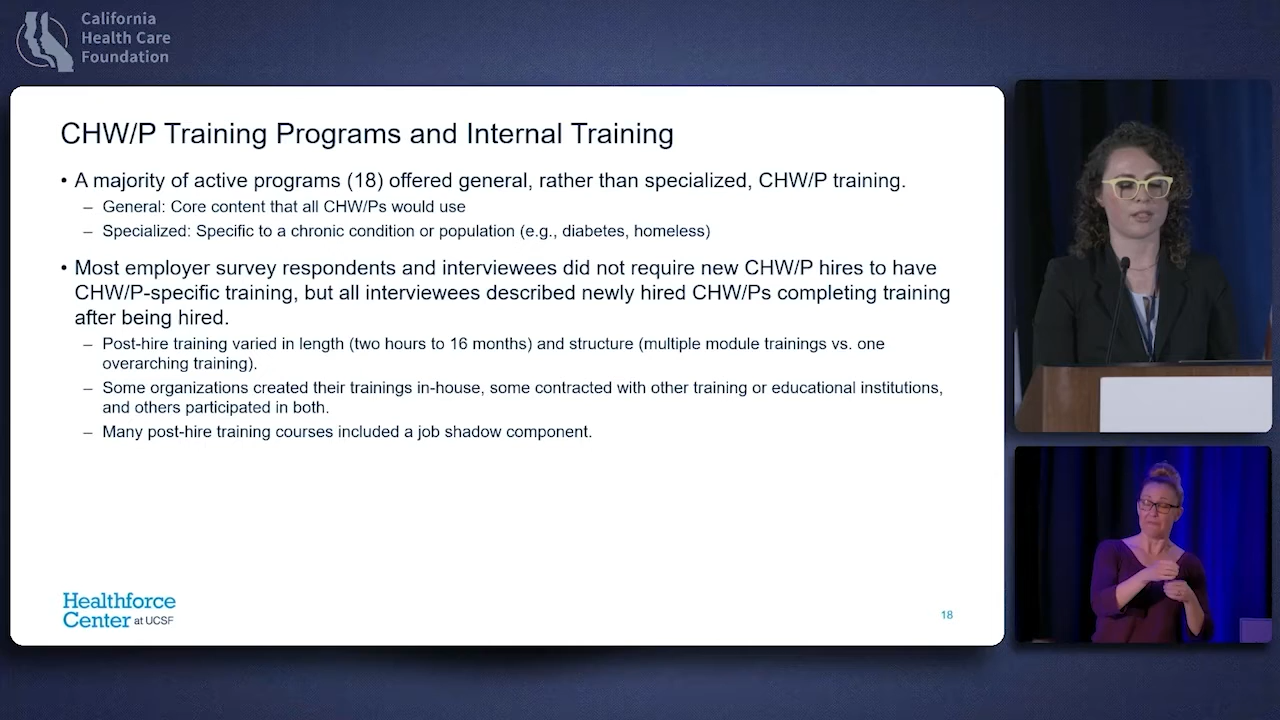 California
Health Care
Foundation
CHW/P Training Programs and Internal Training
• A majority of active programs (18) offered general, rather than specialized, CHW/P training.
– General: Core content that all CHW/Ps would use
– Specialized: Specific to a chronic condition or population (e.g., diabetes, homeless)
• Most employer survey respondents and interviewees did not require new CHW/P hires to have
CHW/P-specific training, but all interviewees described newly hired CHW/Ps completing training
after being hired.
– Post-hire training varied in length (two hours to 16 months) and structure (multiple module trainings vs. one
overarching training).
– Some organizations created their trainings in-house, some contracted with other training or educational institutions,
and others participated in both.
– Many post-hire training courses included a job shadow component.
Healthforce
Center at UCSF
18